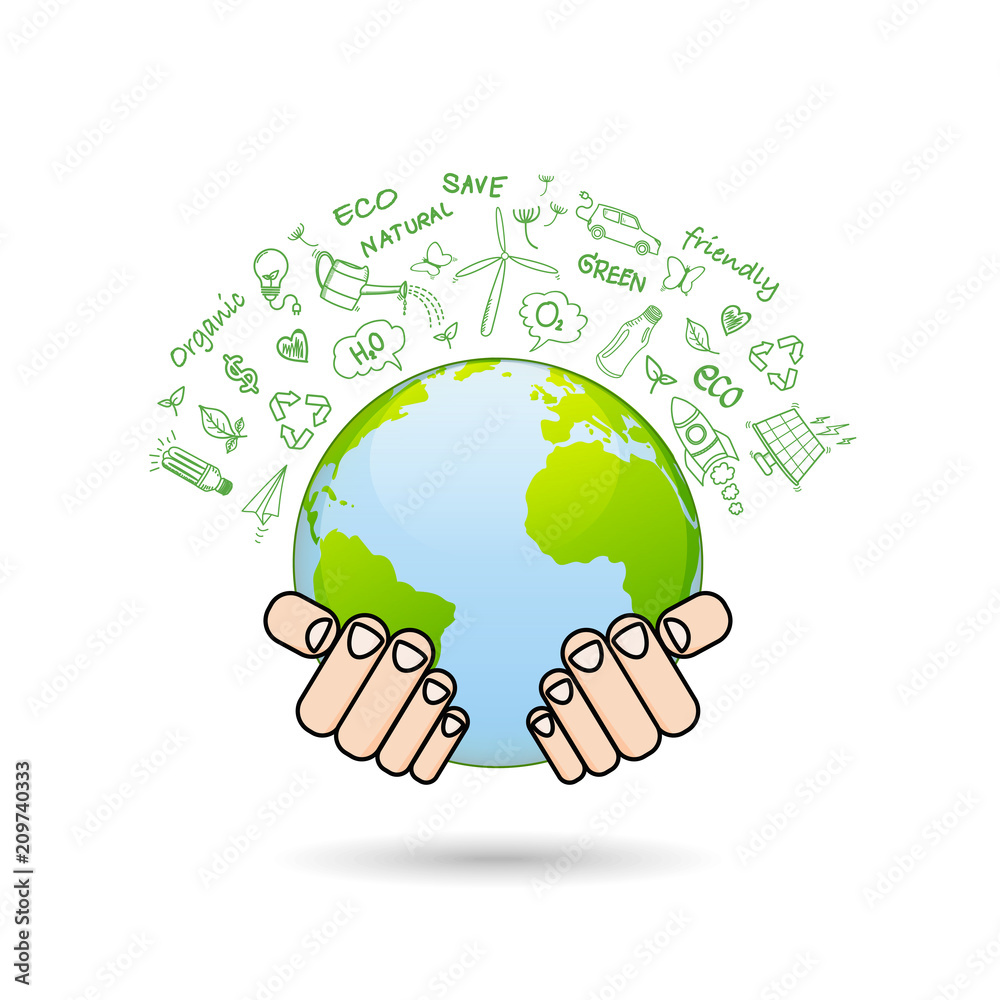 SAVE
ECO
NATURAL
friendly
GREEN
organic
O2
H2O
eco
$
Adobe Stock | #209740333